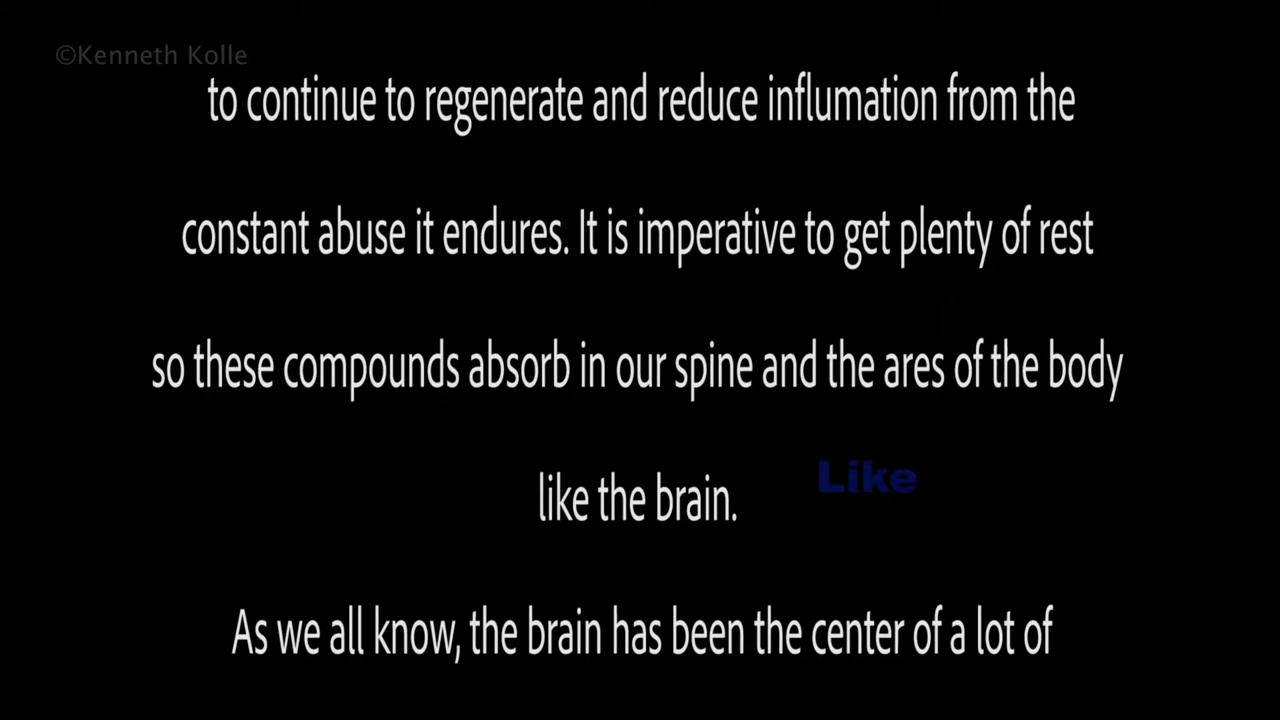 ©Kenneth Kolle
to continue to regenerate and reduce influmation from the
constant abuse it endures. It is imperative to get plenty of rest
so these compounds absorb in our spine and the ares of the body
like the brain.
Like
As we all know, the brain has been the center of a lot of